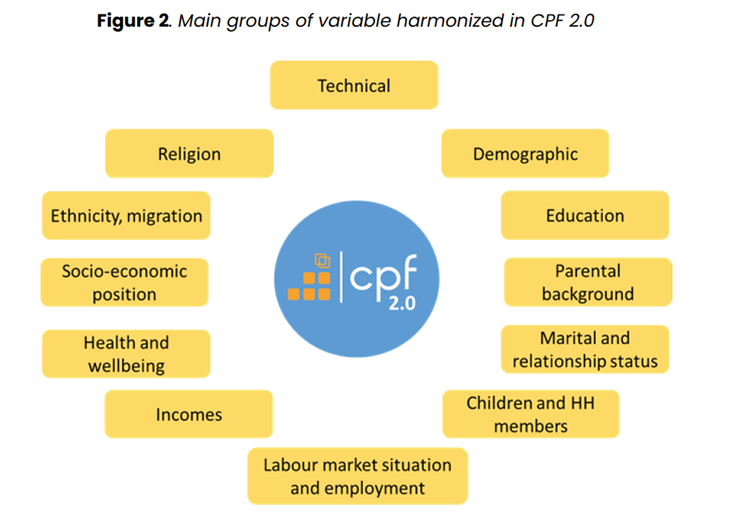 Figure 2. Main groups of variable harmonized in CPF 2.0
Technical
Religion
Demographic
Ethnicity, migration
Education
Socio-economic
position
Parental
background
Health and
wellbeing
Marital and
relationship status
Incomes
Children and HH
members
Labour market situation
and employment
cpf
2.0